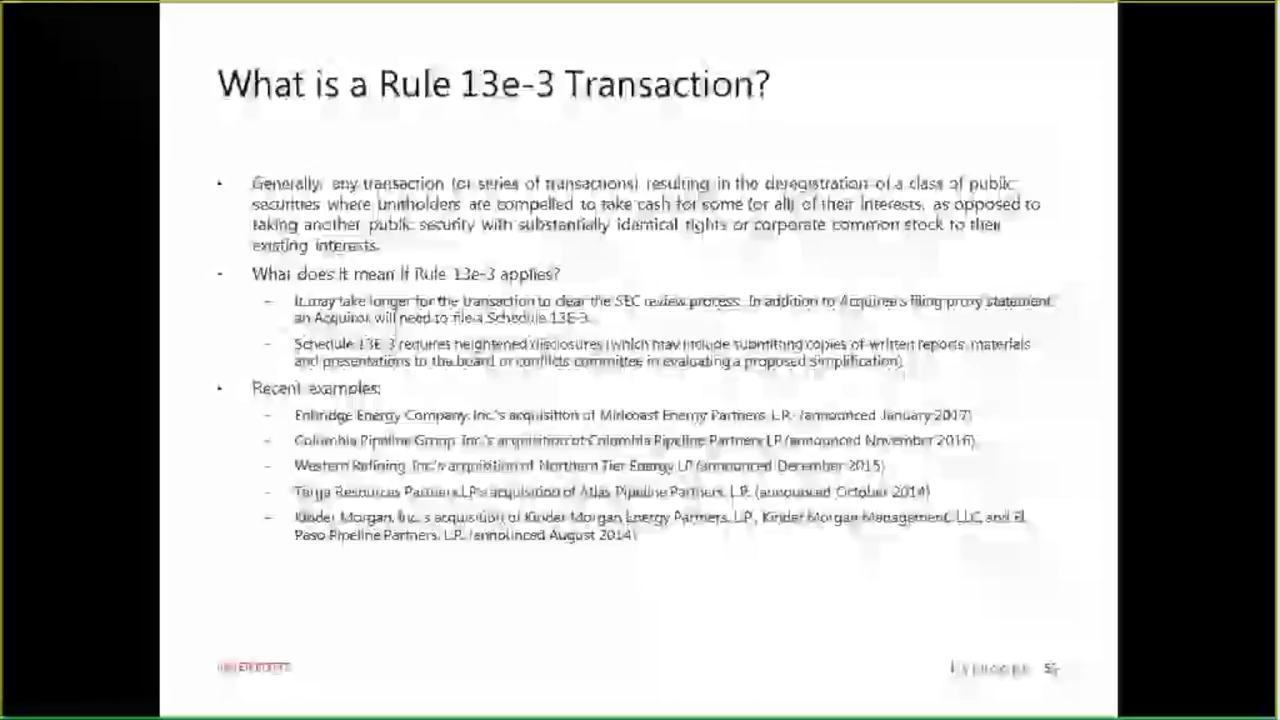 What is a Rule 13e-3 Transaction?
• Generally, any transaction (or series of transactions) resulting in the deregistration of a class of public
securities where unitholders are compelled to take cash for some (or all) of their interests, as opposed to
taking another public security with substantially identical rights or corporate common stock to their
existing interests.
• What does it mean if Rule 13e-3 applies?
– It may take longer for the transaction to clear the SEC review process. In addition to Acquiree's filing proxy statement,
an Acquiror will need to file a Schedule 13E-3.
– Schedule 13E-3 requires heightened disclosures (which may include submitting copies of written reports, materials
and presentations to the board or conflicts committee in evaluating a proposed simplification)
• Recent examples:
– Enbridge Energy Company, Inc.'s acquisition of Midcoast Energy Partners, L.P. (announced January 2017)
– Columbia Pipeline Group, Inc.'s acquisition of Columbia Pipeline Partners LP (announced November 2016)
– Western Refining, Inc.'s acquisition of Northern Tier Energy LP (announced December 2015)
– Targa Resources Partners LP's acquisition of Atlas Pipeline Partners, L.P. (announced October 2014)
– Kinder Morgan, Inc.'s acquisition of Kinder Morgan Energy Partners, L.P., Kinder Morgan Management, LLC and El
Paso Pipeline Partners, L.P. (announced August 2014)